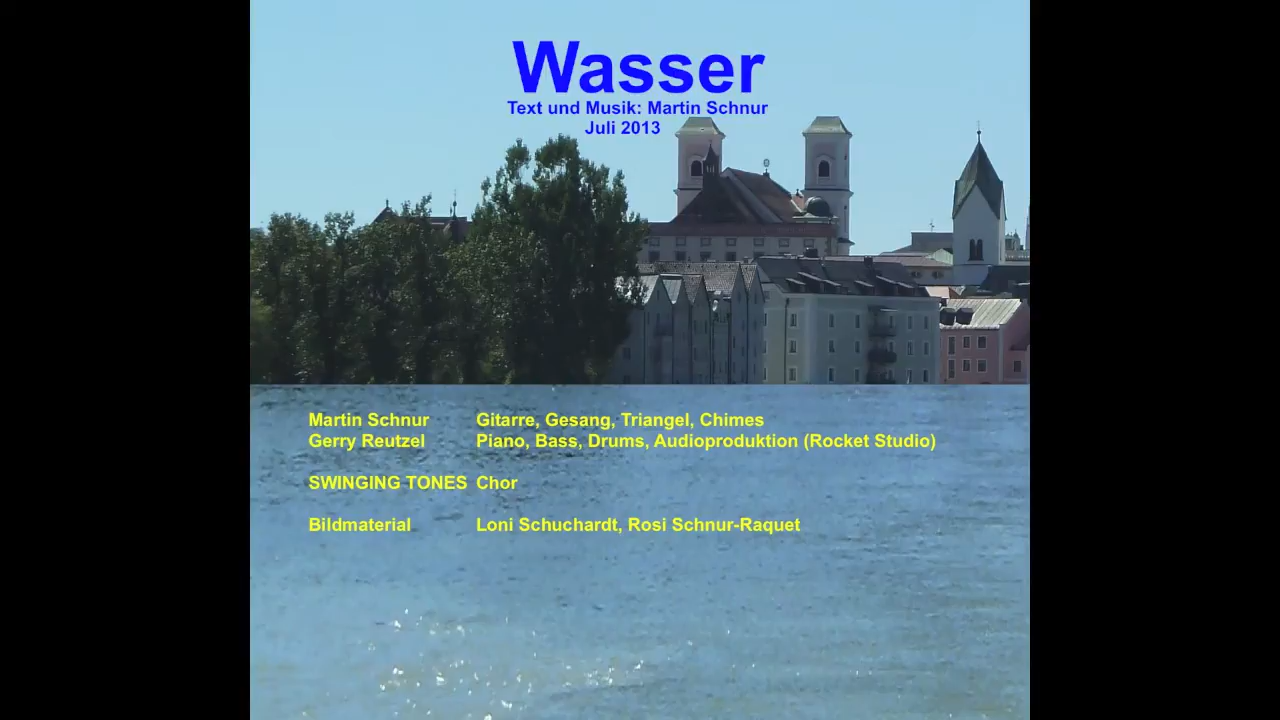 Wasser
Text und Musik: Martin Schnur
Juli 2013
Martin Schnur Gitarre, Gesang, Triangel, Chimes
Gerry Reutzel Piano, Bass, Drums, Audioproduktion (Rocket Studio)
SWINGING TONES Chor
Bildmaterial Loni Schuchardt, Rosi Schnur-Raquet